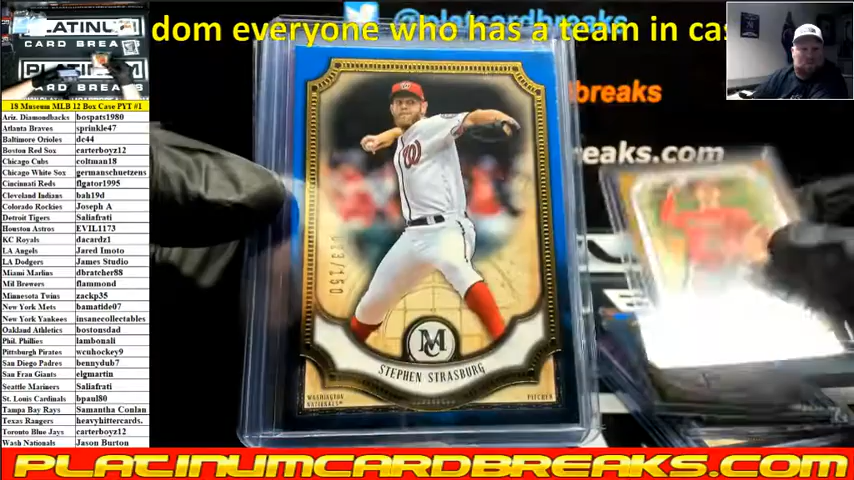 PLATINUM
CARD BREAKS
PLATINUM
dom everyone who has a team in cas
@platcardbreaks
breaks
eaks.com
18 Museum MLB 12 Box Case PYT #1
Ariz. Diamondbacks bospats1980
Atlanta Braves sprinkle47
Baltimore Orioles dc44
Boston Red Sox carterboyz12
Chicago Cubs coltman18
Chicago White Sox germanschuetzens
Cincinnati Reds flgator1995
Cleveland Indians bah19d
Colorado Rockies Joseph A
Detroit Tigers Saliafrati
Houston Astros EVIL1173
KC Royals dacardz1
LA Angels Jared Imoto
LA Dodgers James Studio
Miami Marlins dbratcher88
Mil Brewers flammond
Minnesota Twins zackp35
New York Mets bamatide07
New York Yankees insanecollectables
Oakland Athletics bostonsdad
Phil. Phillies lambonali
Pittsburgh Pirates wcuhockey9
San Diego Padres bennydub7
San Fran Giants elgmartin
Seattle Mariners Saliafrati
St. Louis Cardinals bpaul80
Tampa Bay Rays Samantha Conlan
Texas Rangers heavyhittercards.
Toronto Blue Jays carterboyz12
Wash Nationals Jason Burton
W
/150
M
STEPHEN STRASBURG
WASHINGTON
NATIONALS
PITCHER
PLATINUMCARDBREAKS.COM